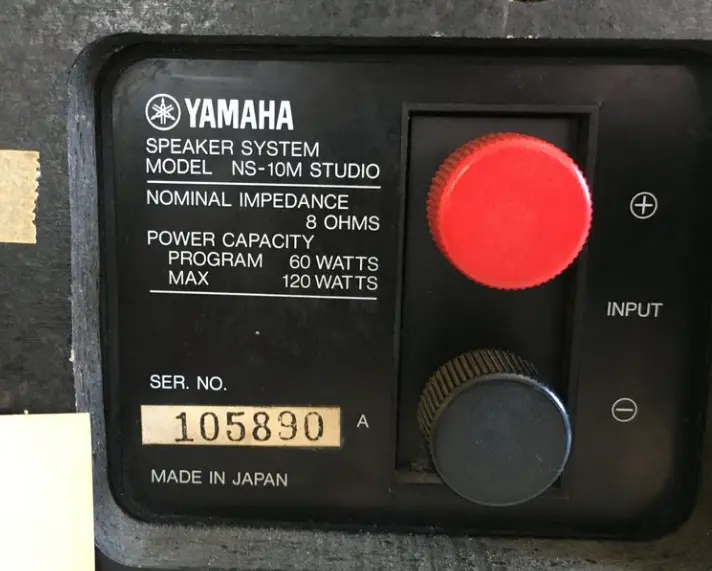 YAMAHA
SPEAKER SYSTEM
MODEL NS-10M STUDIO
NOMINAL IMPEDANCE
8 OHMS
POWER CAPACITY
PROGRAM 60 WATTS
MAX 120 WATTS
+
INPUT
−
SER. NO.
105890 A
MADE IN JAPAN